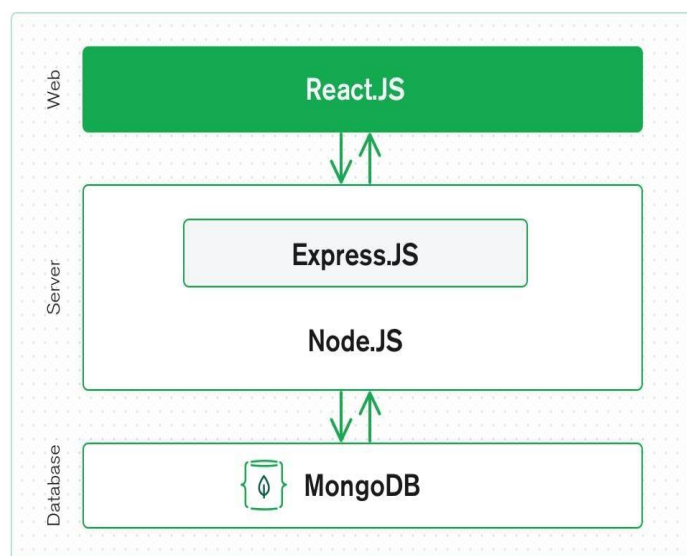 Web
React.JS
Server
Express.JS
Node.JS
Database
MongoDB